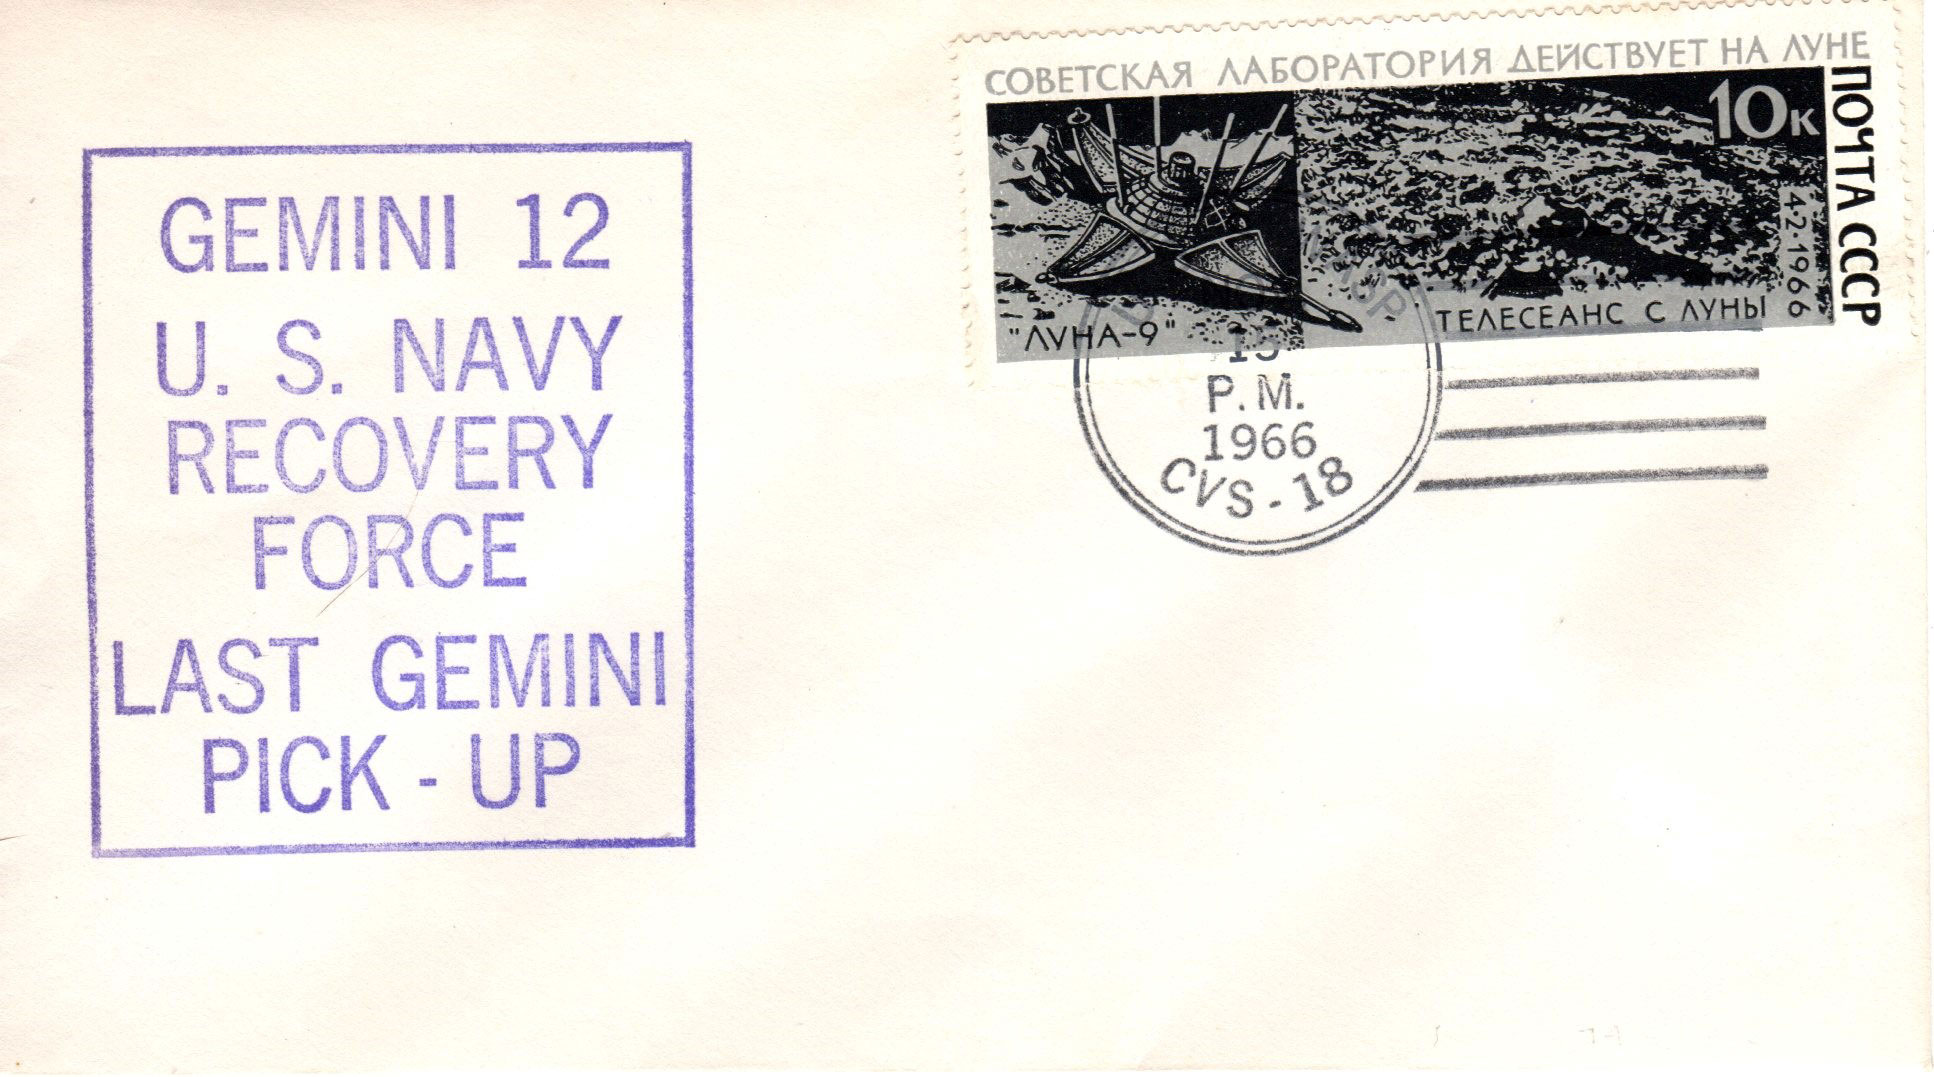 GEMINI 12
U. S. NAVY
RECOVERY
FORCE
LAST GEMINI
PICK - UP
СОВЕТСКАЯ ЛАБОРАТОРИЯ ДЕЙСТВУЕТ НА ЛУНЕ
10к
ПОЧТА СССР
4·2·1966
"ЛУНА-9"
ТЕЛЕСЕАНС С ЛУНЫ
15
P. M.
1966
CVS - 18